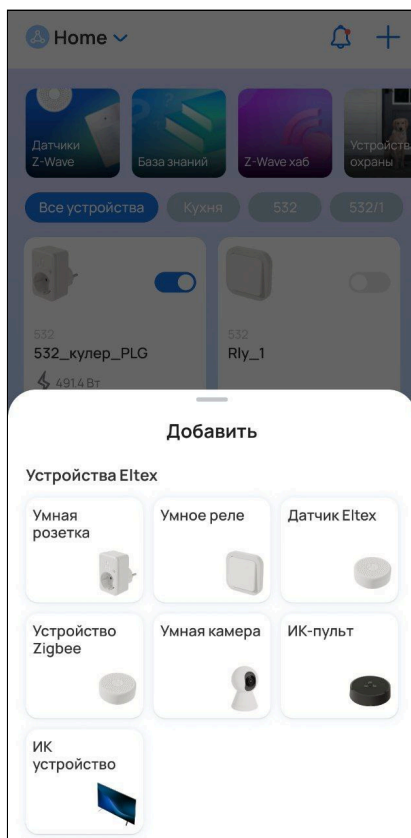 Home
Датчики
Z-Wave
База знаний
Z-Wave хаб
Устройств
охраны
Все устройства
Кухня
532
532/1
532
532_кулер_PLG
491.4 Вт
532
Rly_1
Добавить
Устройства Eltex
Умная
розетка
Умное реле
Датчик Eltex
Устройство
Zigbee
Умная камера
ИК-пульт
ИК
устройство